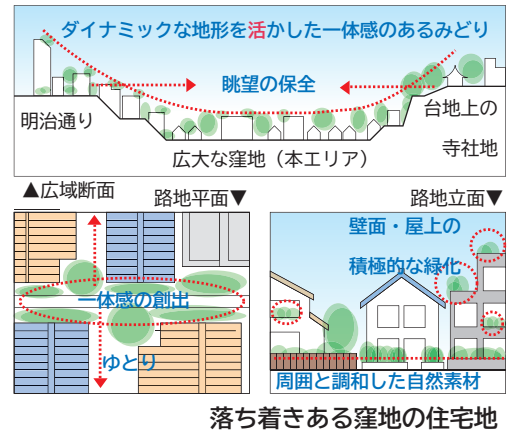 ダイナミックな地形を活かした一体感のあるみどり
眺望の保全
明治通り
台地上の
寺社地
広大な窪地（本エリア）
▲広域断面
路地平面▼
路地立面▼
一体感の創出
ゆとり
壁面・屋上の
積極的な緑化
周囲と調和した自然素材
落ち着きある窪地の住宅地